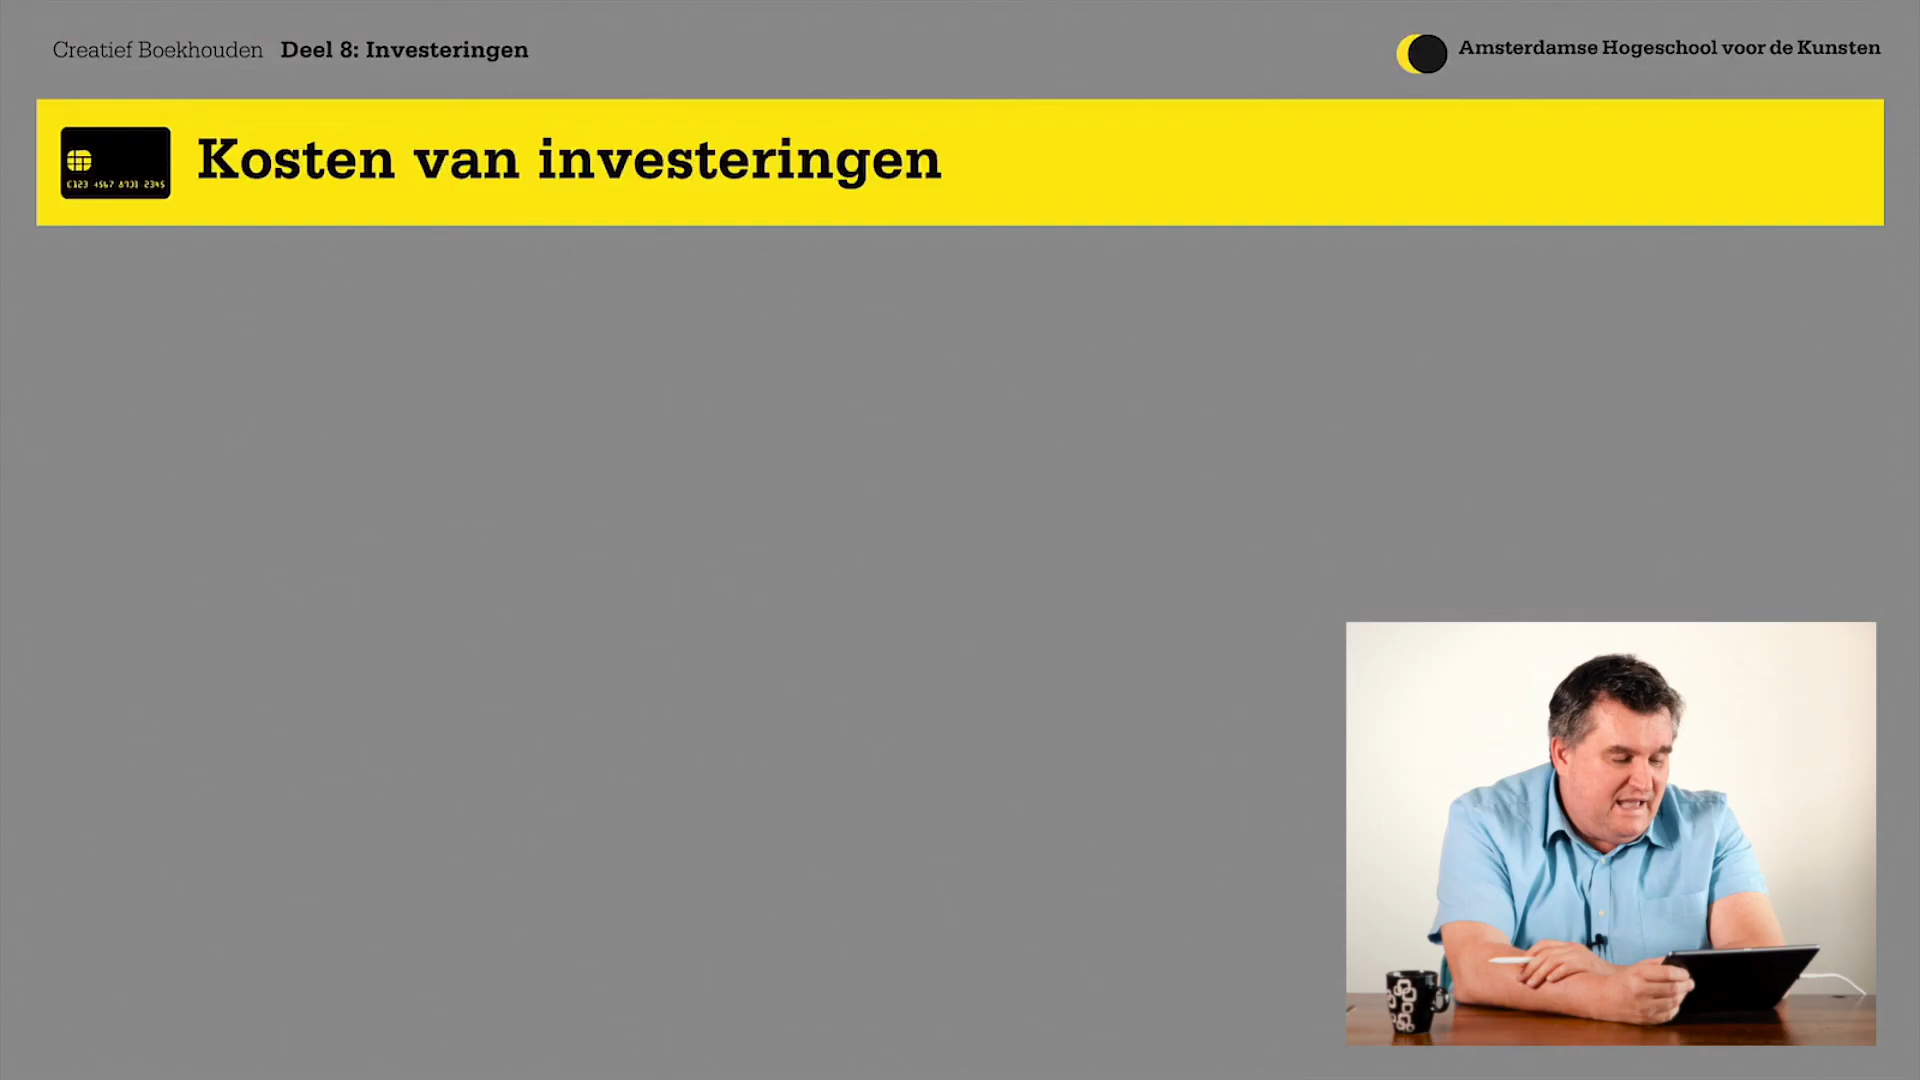 Creatief Boekhouden Deel 8: Investeringen
Amsterdamse Hogeschool voor de Kunsten
Kosten van investeringen